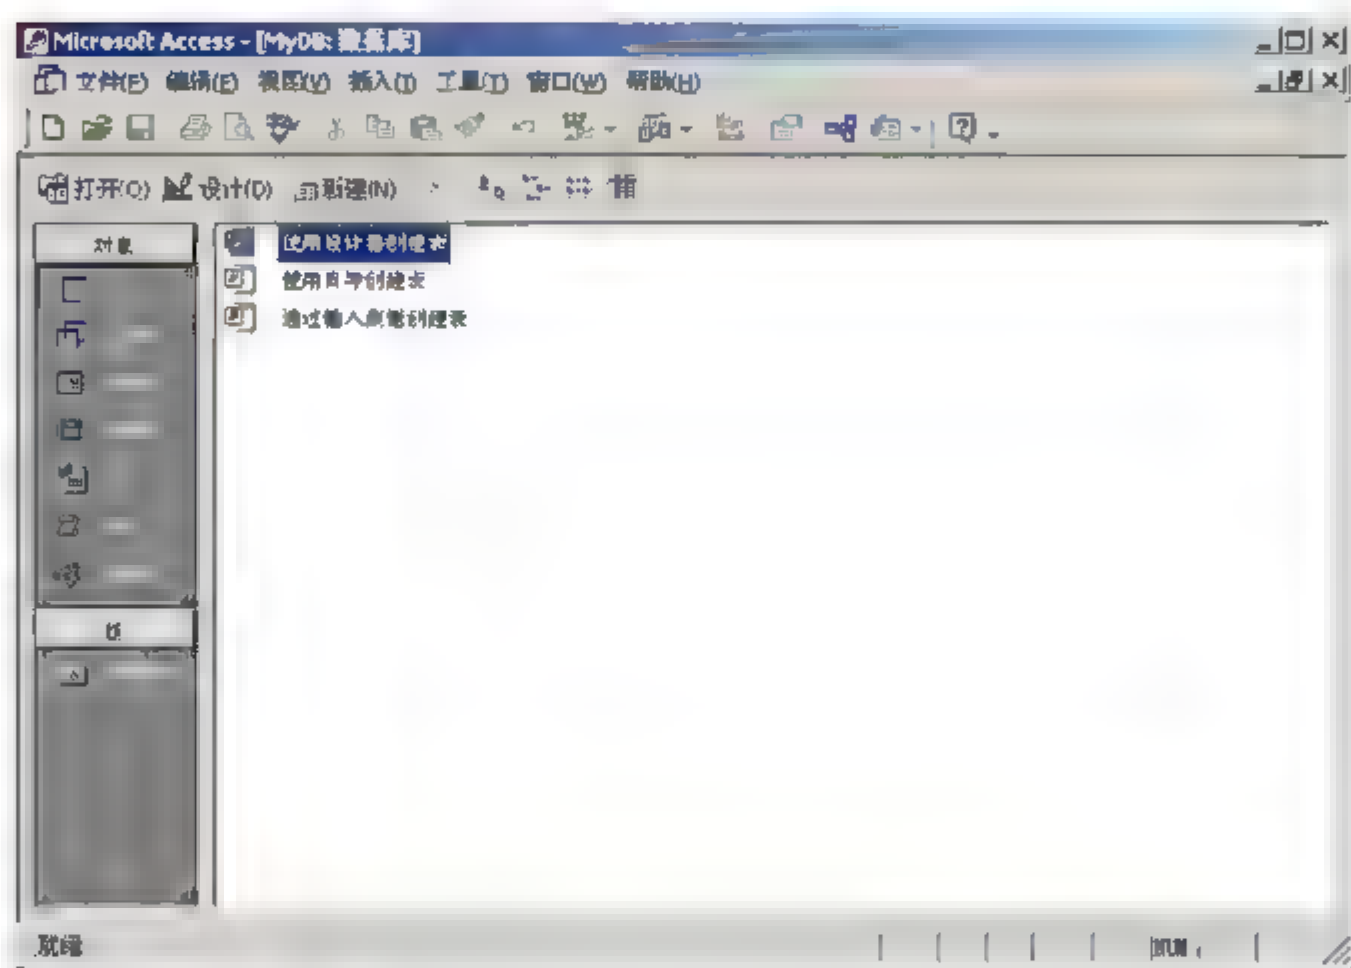 Microsoft Access - [MyDB: 数据库]
文件(F) 编辑(E) 视图(V) 插入(I) 工具(T) 窗口(W) 帮助(H)
打开(O) 设计(D) 新建(N)
对象
使用设计器创建表
使用向导创建表
通过输入数据创建表
组
就绪
NUM